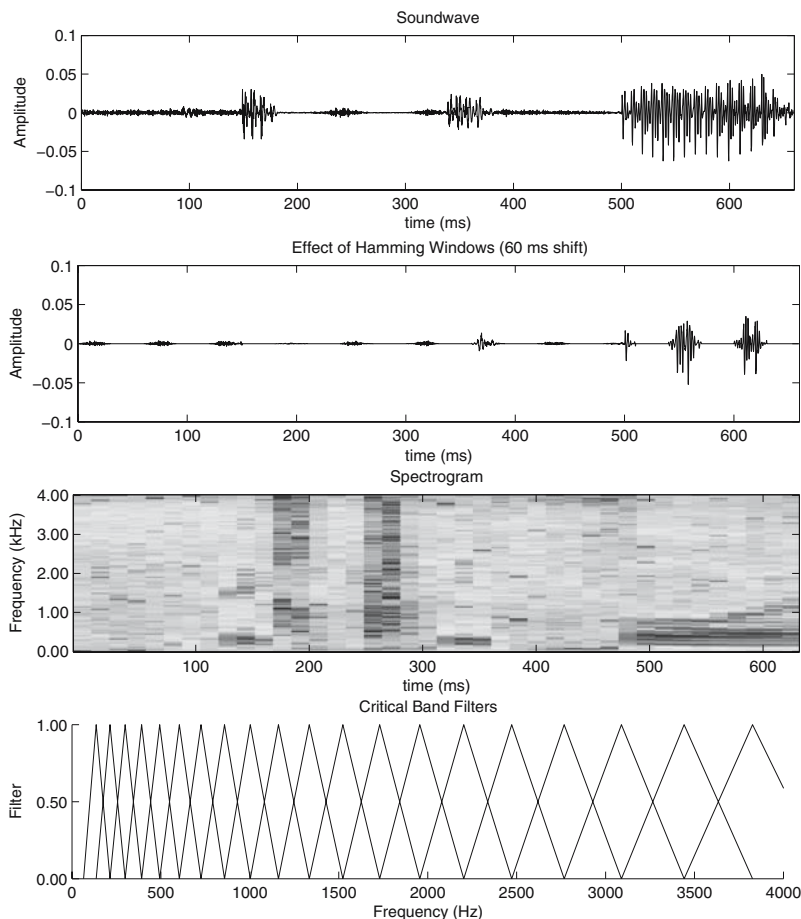 Soundwave
0.1
0.05
0
−0.05
−0.1
Amplitude
0 100 200 300 400 500 600
time (ms)
Effect of Hamming Windows (60 ms shift)
0.1
0.05
0
−0.05
−0.1
Amplitude
0 100 200 300 400 500 600
time (ms)
Spectrogram
4.00
3.00
2.00
1.00
0.00
Frequency (kHz)
100 200 300 400 500 600
time (ms)
Critical Band Filters
1.00
0.50
0.00
Filter
0 500 1000 1500 2000 2500 3000 3500 4000
Frequency (Hz)